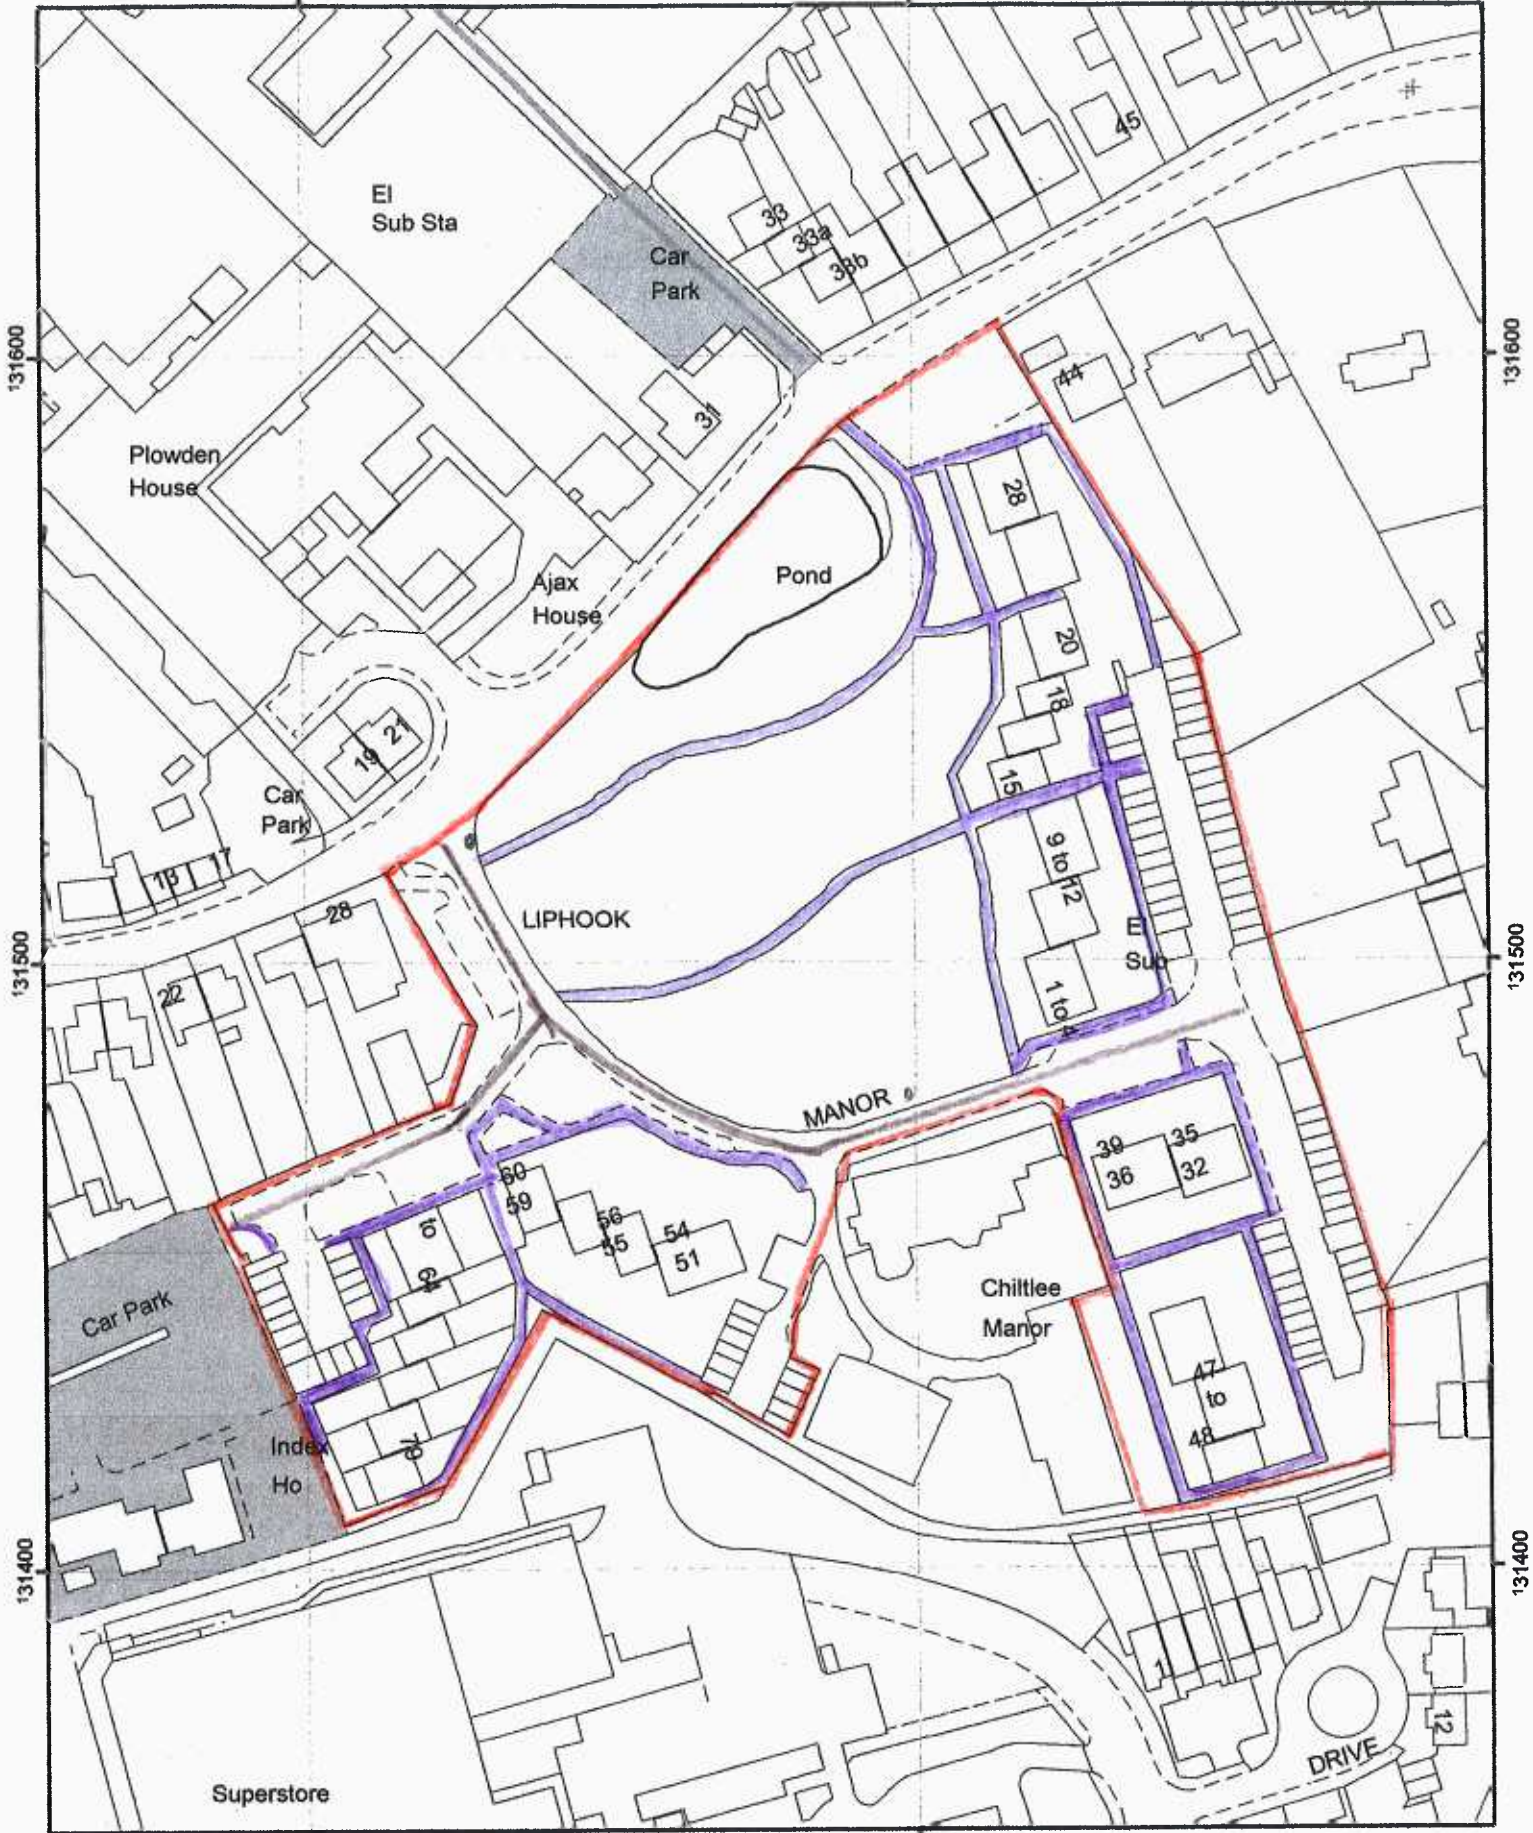 45
El
Sub Sta
33
33a
33b
Car
Park
131600
131600
44
31
Plowden
House
28
Pond
Ajax
House
20
18
21
19
15
Car
Park
9 to 12
17
13
28
LIPHOOK
El
Sub
131500
131500
22
1 to 4
MANOR
39
35
36
32
60
59
56
55
54
51
to
64
Chiltlee
Manor
Car Park
47
to
48
Index
Ho
79
131400
131400
1
12
DRIVE
Superstore